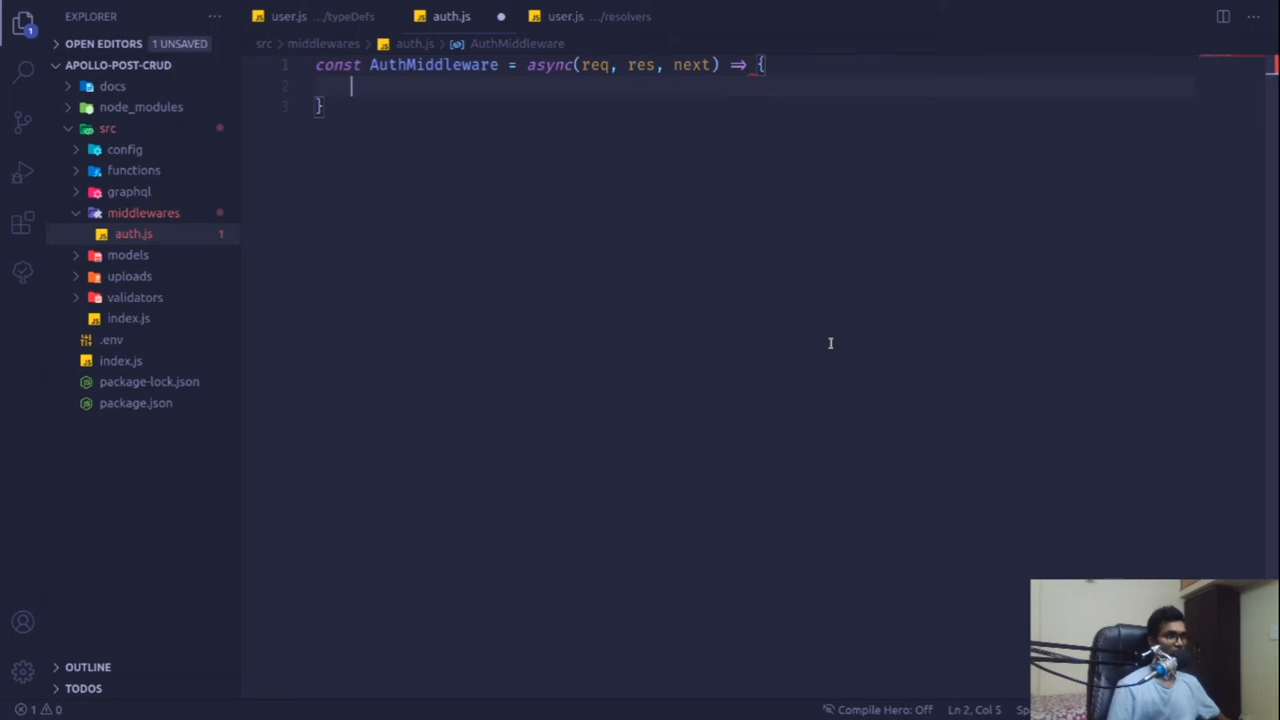 EXPLORER
OPEN EDITORS 1 UNSAVED
APOLLO-POST-CRUD
docs
node_modules
src
config
functions
graphql
middlewares
auth.js 1
models
uploads
validators
index.js
.env
index.js
package-lock.json
package.json
OUTLINE
TODOS
1
user.js .../typeDefs
auth.js
user.js .../resolvers
src > middlewares > auth.js > AuthMiddleware
1 const AuthMiddleware = async(req, res, next) => {
2
3 }
1 0
Compile Hero: Off
Ln 2, Col 5